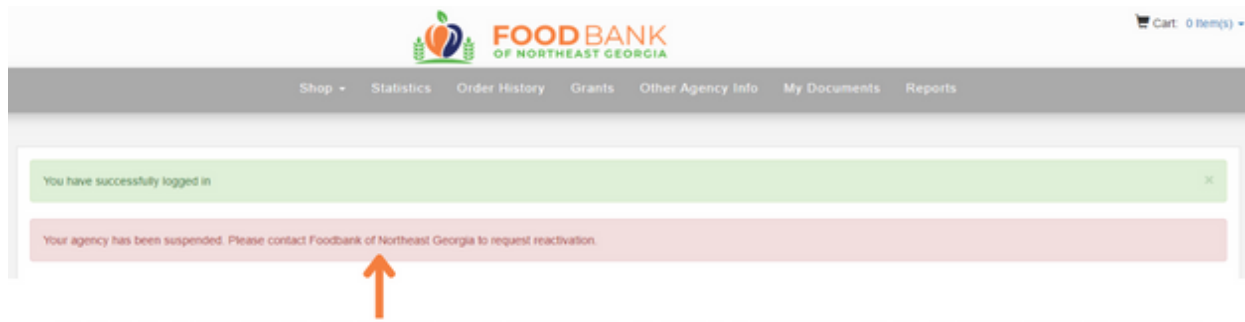 FOOD BANK
OF NORTHEAST GEORGIA
Cart: 0 Item(s)
Shop Statistics Order History Grants Other Agency Info My Documents Reports
You have successfully logged in ×
Your agency has been suspended. Please contact Foodbank of Northeast Georgia to request reactivation.